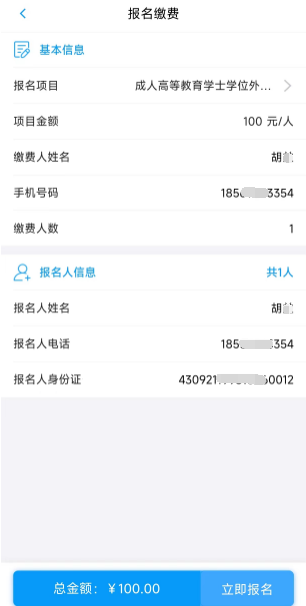 报名缴费
基本信息
报名项目 成人高等教育学士学位外...
项目金额 100 元/人
缴费人姓名 胡
手机号码 185 3354
缴费人数 1
报名人信息 共1人
报名人姓名 胡
报名人电话 185 354
报名人身份证 430921 0012
总金额：￥100.00 立即报名